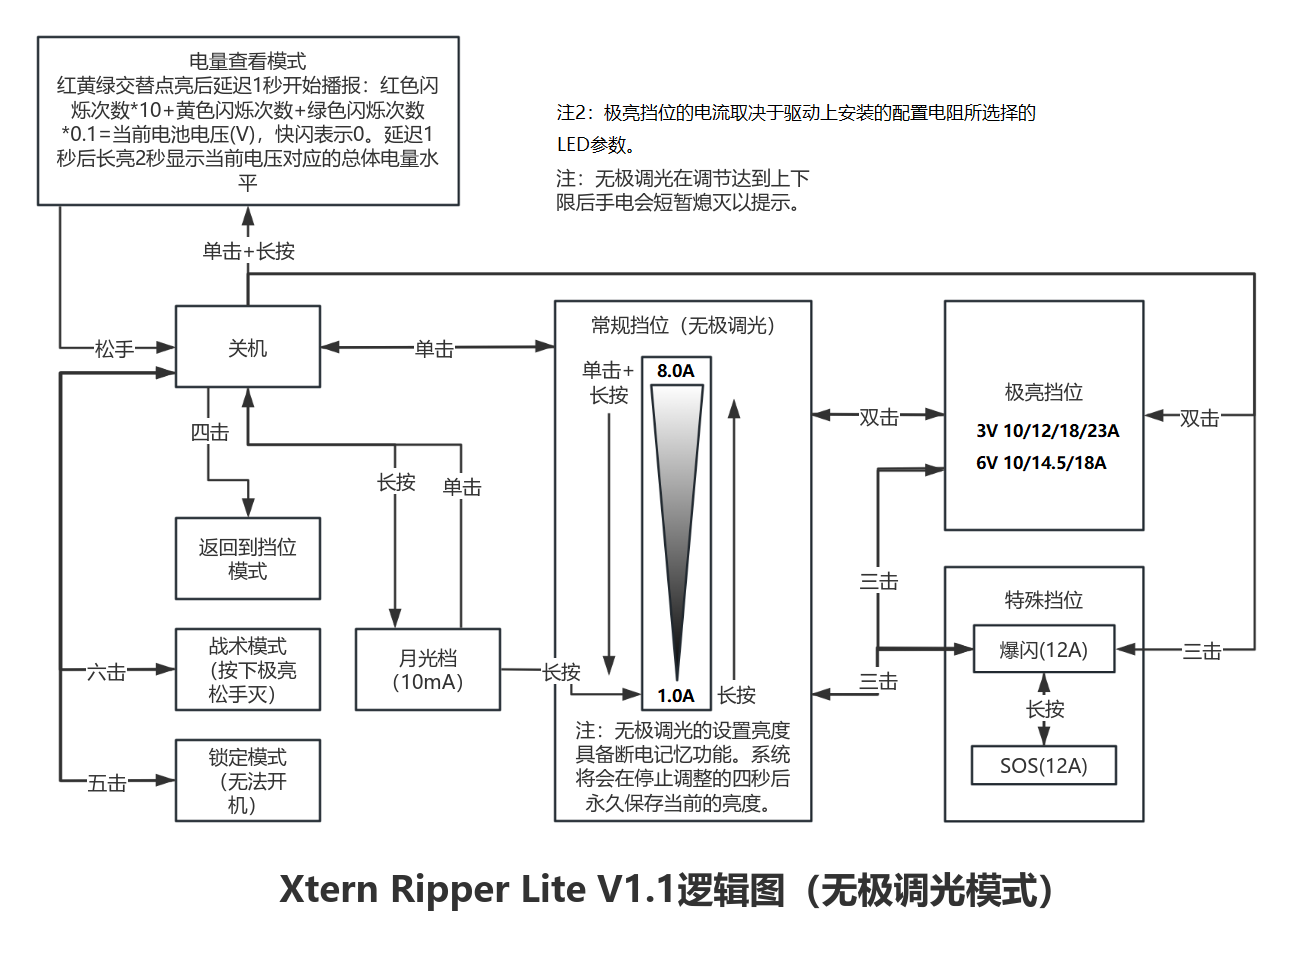 电量查看模式
红黄绿交替点亮后延迟1秒开始播报：红色闪
烁次数*10+黄色闪烁次数+绿色闪烁次数
*0.1=当前电池电压(V)，快闪表示0。延迟1
秒后长亮2秒显示当前电压对应的总体电量水
平
注2：极亮挡位的电流取决于驱动上安装的配置电阻所选择的
LED参数。
注：无极调光在调节达到上下
限后手电会短暂熄灭以提示。
单击+长按
松手
关机
单击
四击
长按
单击
返回到挡位
模式
六击
战术模式
（按下极亮
松手灭）
五击
锁定模式
（无法开
机）
月光档
（10mA）
长按
常规挡位（无极调光）
单击+
长按
8.0A
1.0A
长按
注：无极调光的设置亮度
具备断电记忆功能。系统
将会在停止调整的四秒后
永久保存当前的亮度。
双击
三击
三击
极亮挡位
3V 10/12/18/23A
6V 10/14.5/18A
双击
特殊挡位
爆闪(12A)
长按
SOS(12A)
三击
Xtern Ripper Lite V1.1逻辑图（无极调光模式）